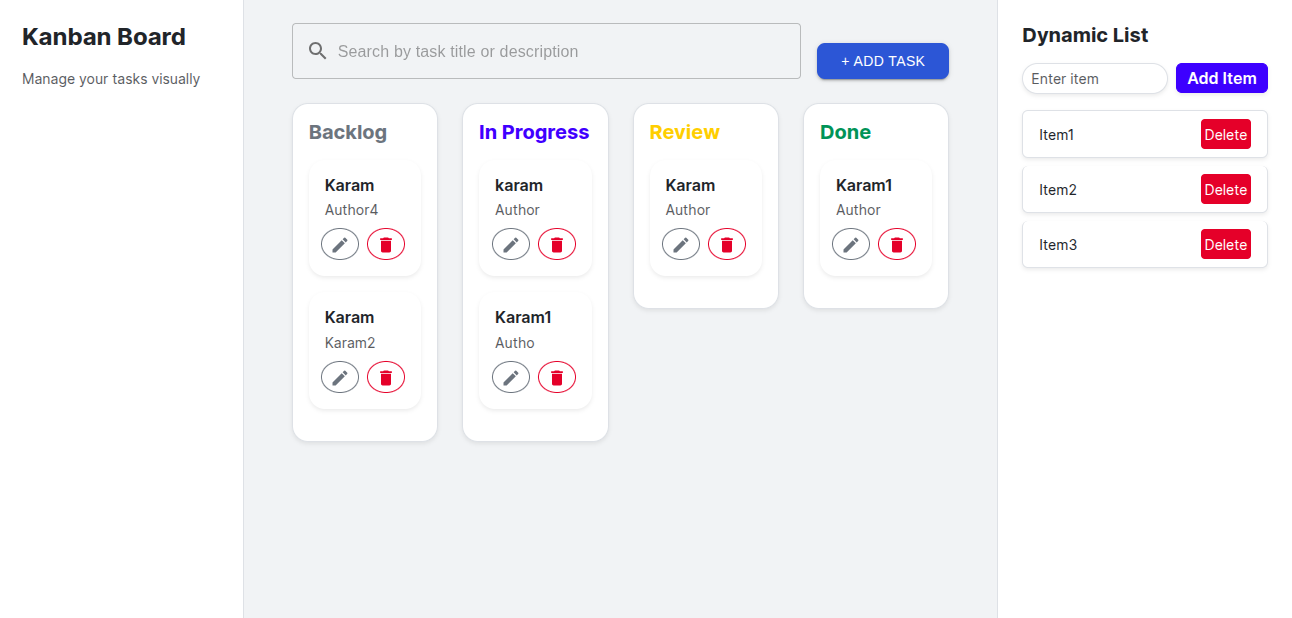 Kanban Board
Manage your tasks visually
Search by task title or description
+ ADD TASK
Backlog
Karam
Author4
Karam
Karam2
In Progress
karam
Author
Karam1
Autho
Review
Karam
Author
Done
Karam1
Author
Dynamic List
Enter item
Add Item
Item1
Delete
Item2
Delete
Item3
Delete